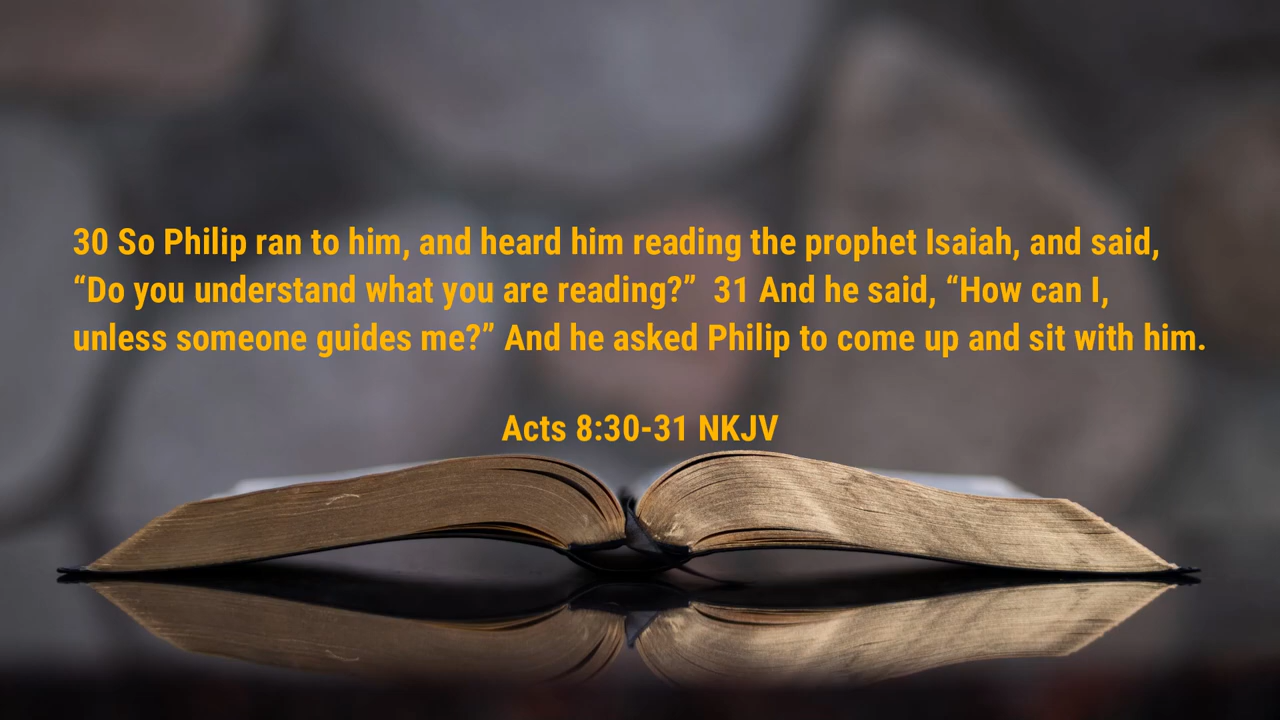 30 So Philip ran to him, and heard him reading the prophet Isaiah, and said,
“Do you understand what you are reading?”  31 And he said, “How can I,
unless someone guides me?” And he asked Philip to come up and sit with him.
Acts 8:30-31 NKJV